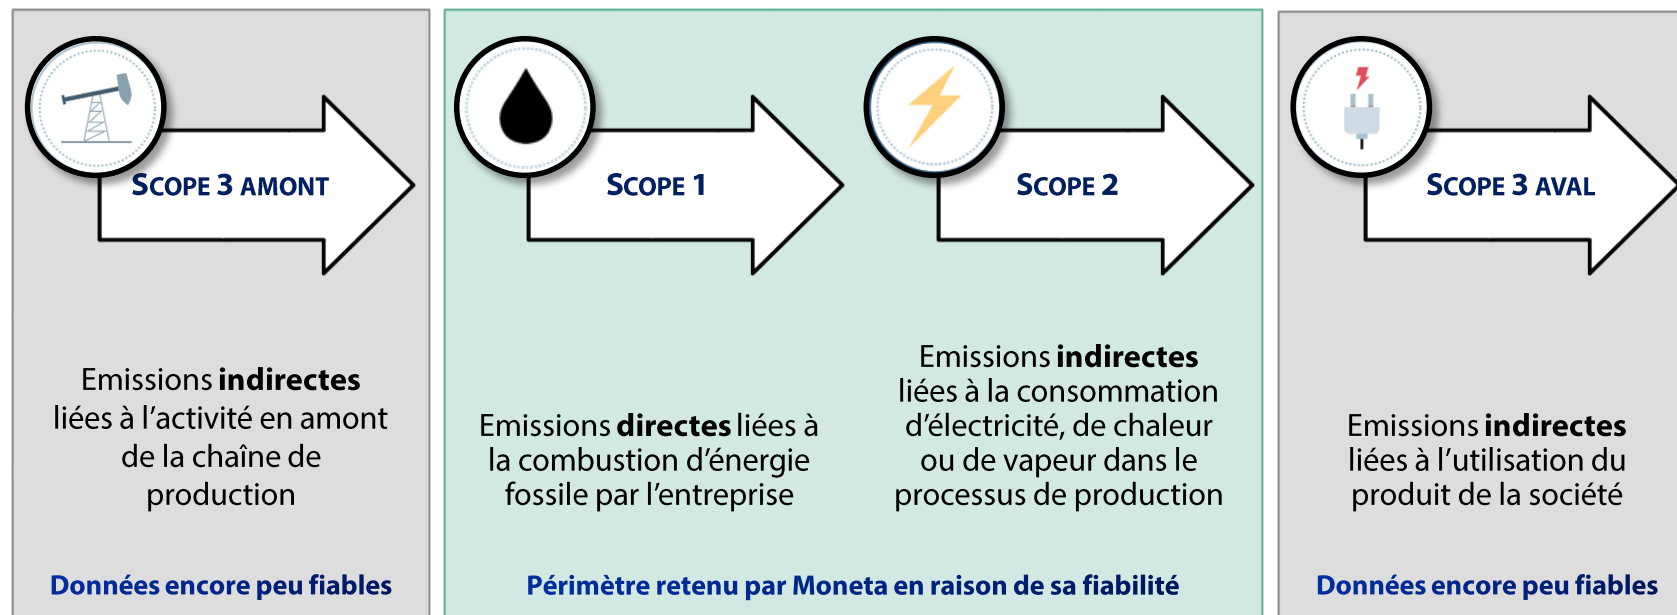 SCOPE 3 AMONT
Emissions indirectes
liées à l’activité en amont
de la chaîne de
production
Données encore peu fiables
SCOPE 1
Emissions directes liées à
la combustion d’énergie
fossile par l’entreprise
SCOPE 2
Emissions indirectes
liées à la consommation
d’électricité, de chaleur
ou de vapeur dans le
processus de production
Périmètre retenu par Moneta en raison de sa fiabilité
SCOPE 3 AVAL
Emissions indirectes
liées à l’utilisation du
produit de la société
Données encore peu fiables